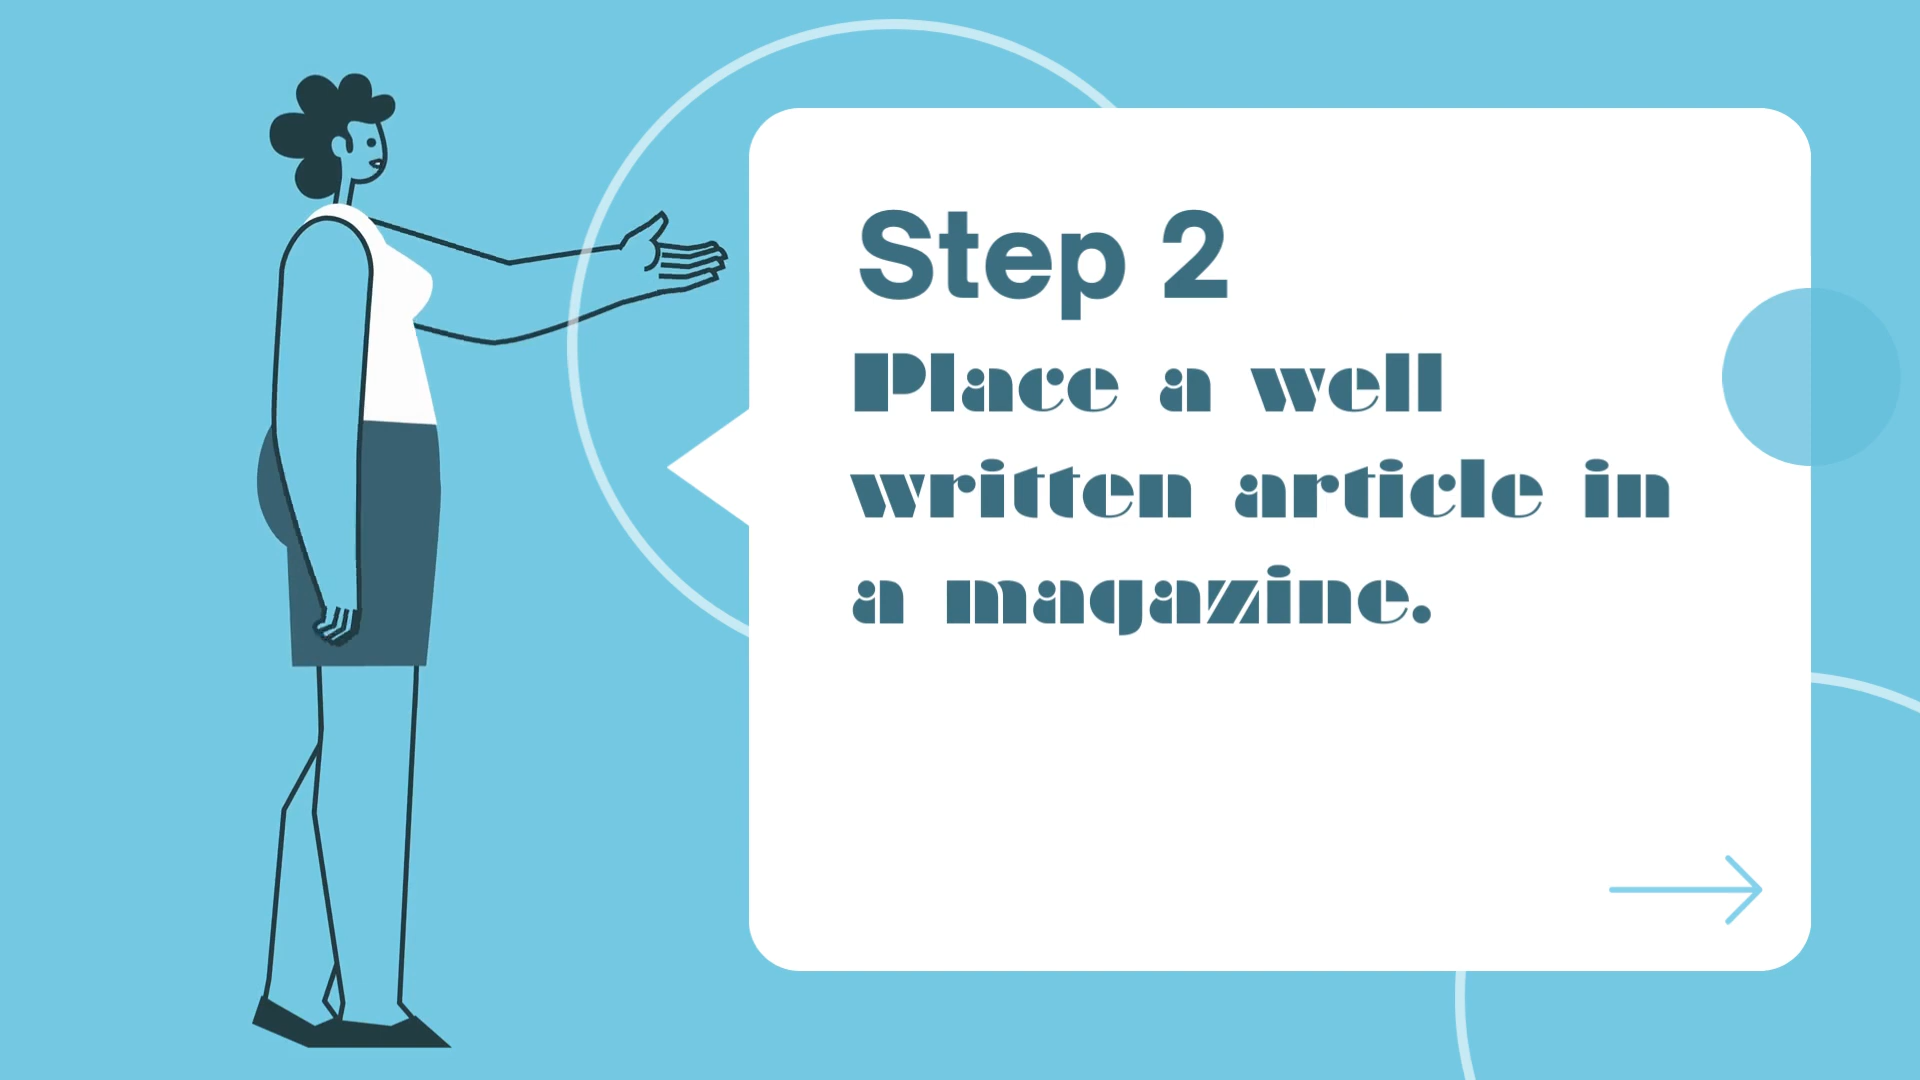 Step 2
Place a well
written article in
a magazine.